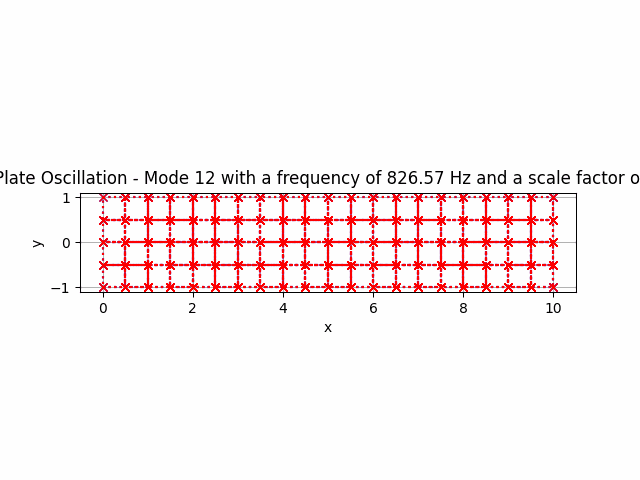 Plate Oscillation - Mode 12 with a frequency of 826.57 Hz and a scale factor o
1
0
−1
y
0 2 4 6 8 10
x